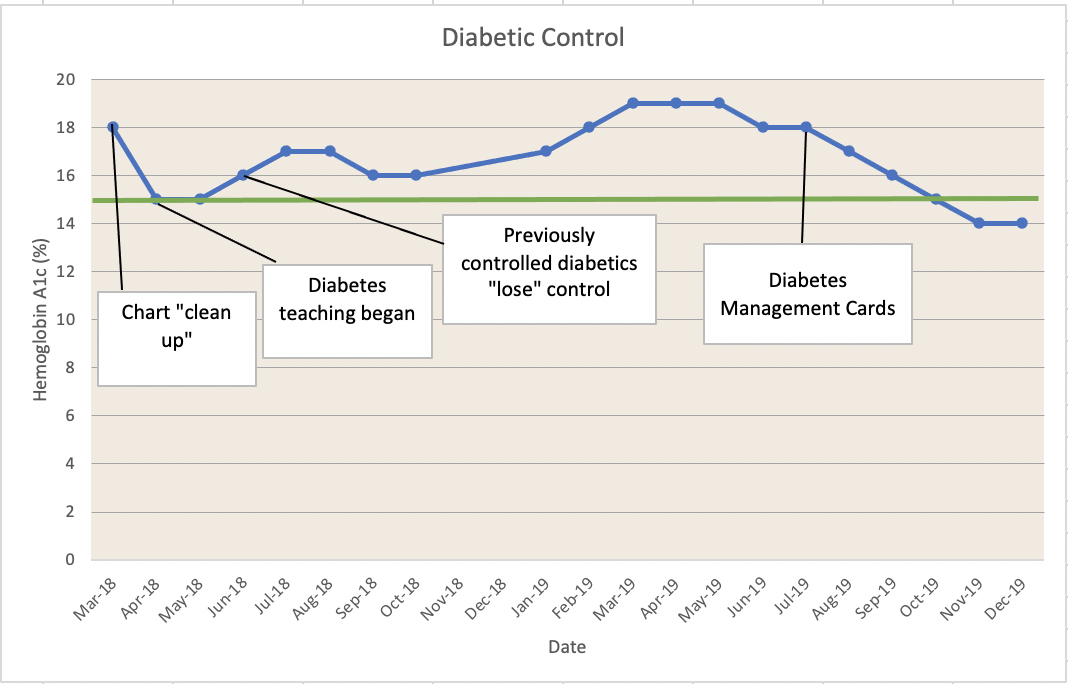 Diabetic Control
20
18
16
14
12
10
8
6
4
2
0
Hemoglobin A1c (%)
Chart "clean
up"
Diabetes
teaching began
Previously
controlled diabetics
"lose" control
Diabetes
Management Cards
Mar-18
Apr-18
May-18
Jun-18
Jul-18
Aug-18
Sep-18
Oct-18
Nov-18
Dec-18
Jan-19
Feb-19
Mar-19
Apr-19
May-19
Jun-19
Jul-19
Aug-19
Sep-19
Oct-19
Nov-19
Dec-19
Date